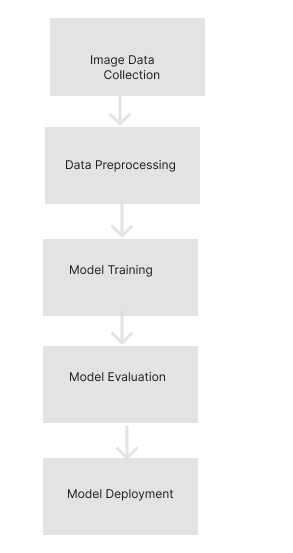 Image Data
Collection
Data Preprocessing
Model Training
Model Evaluation
Model Deployment